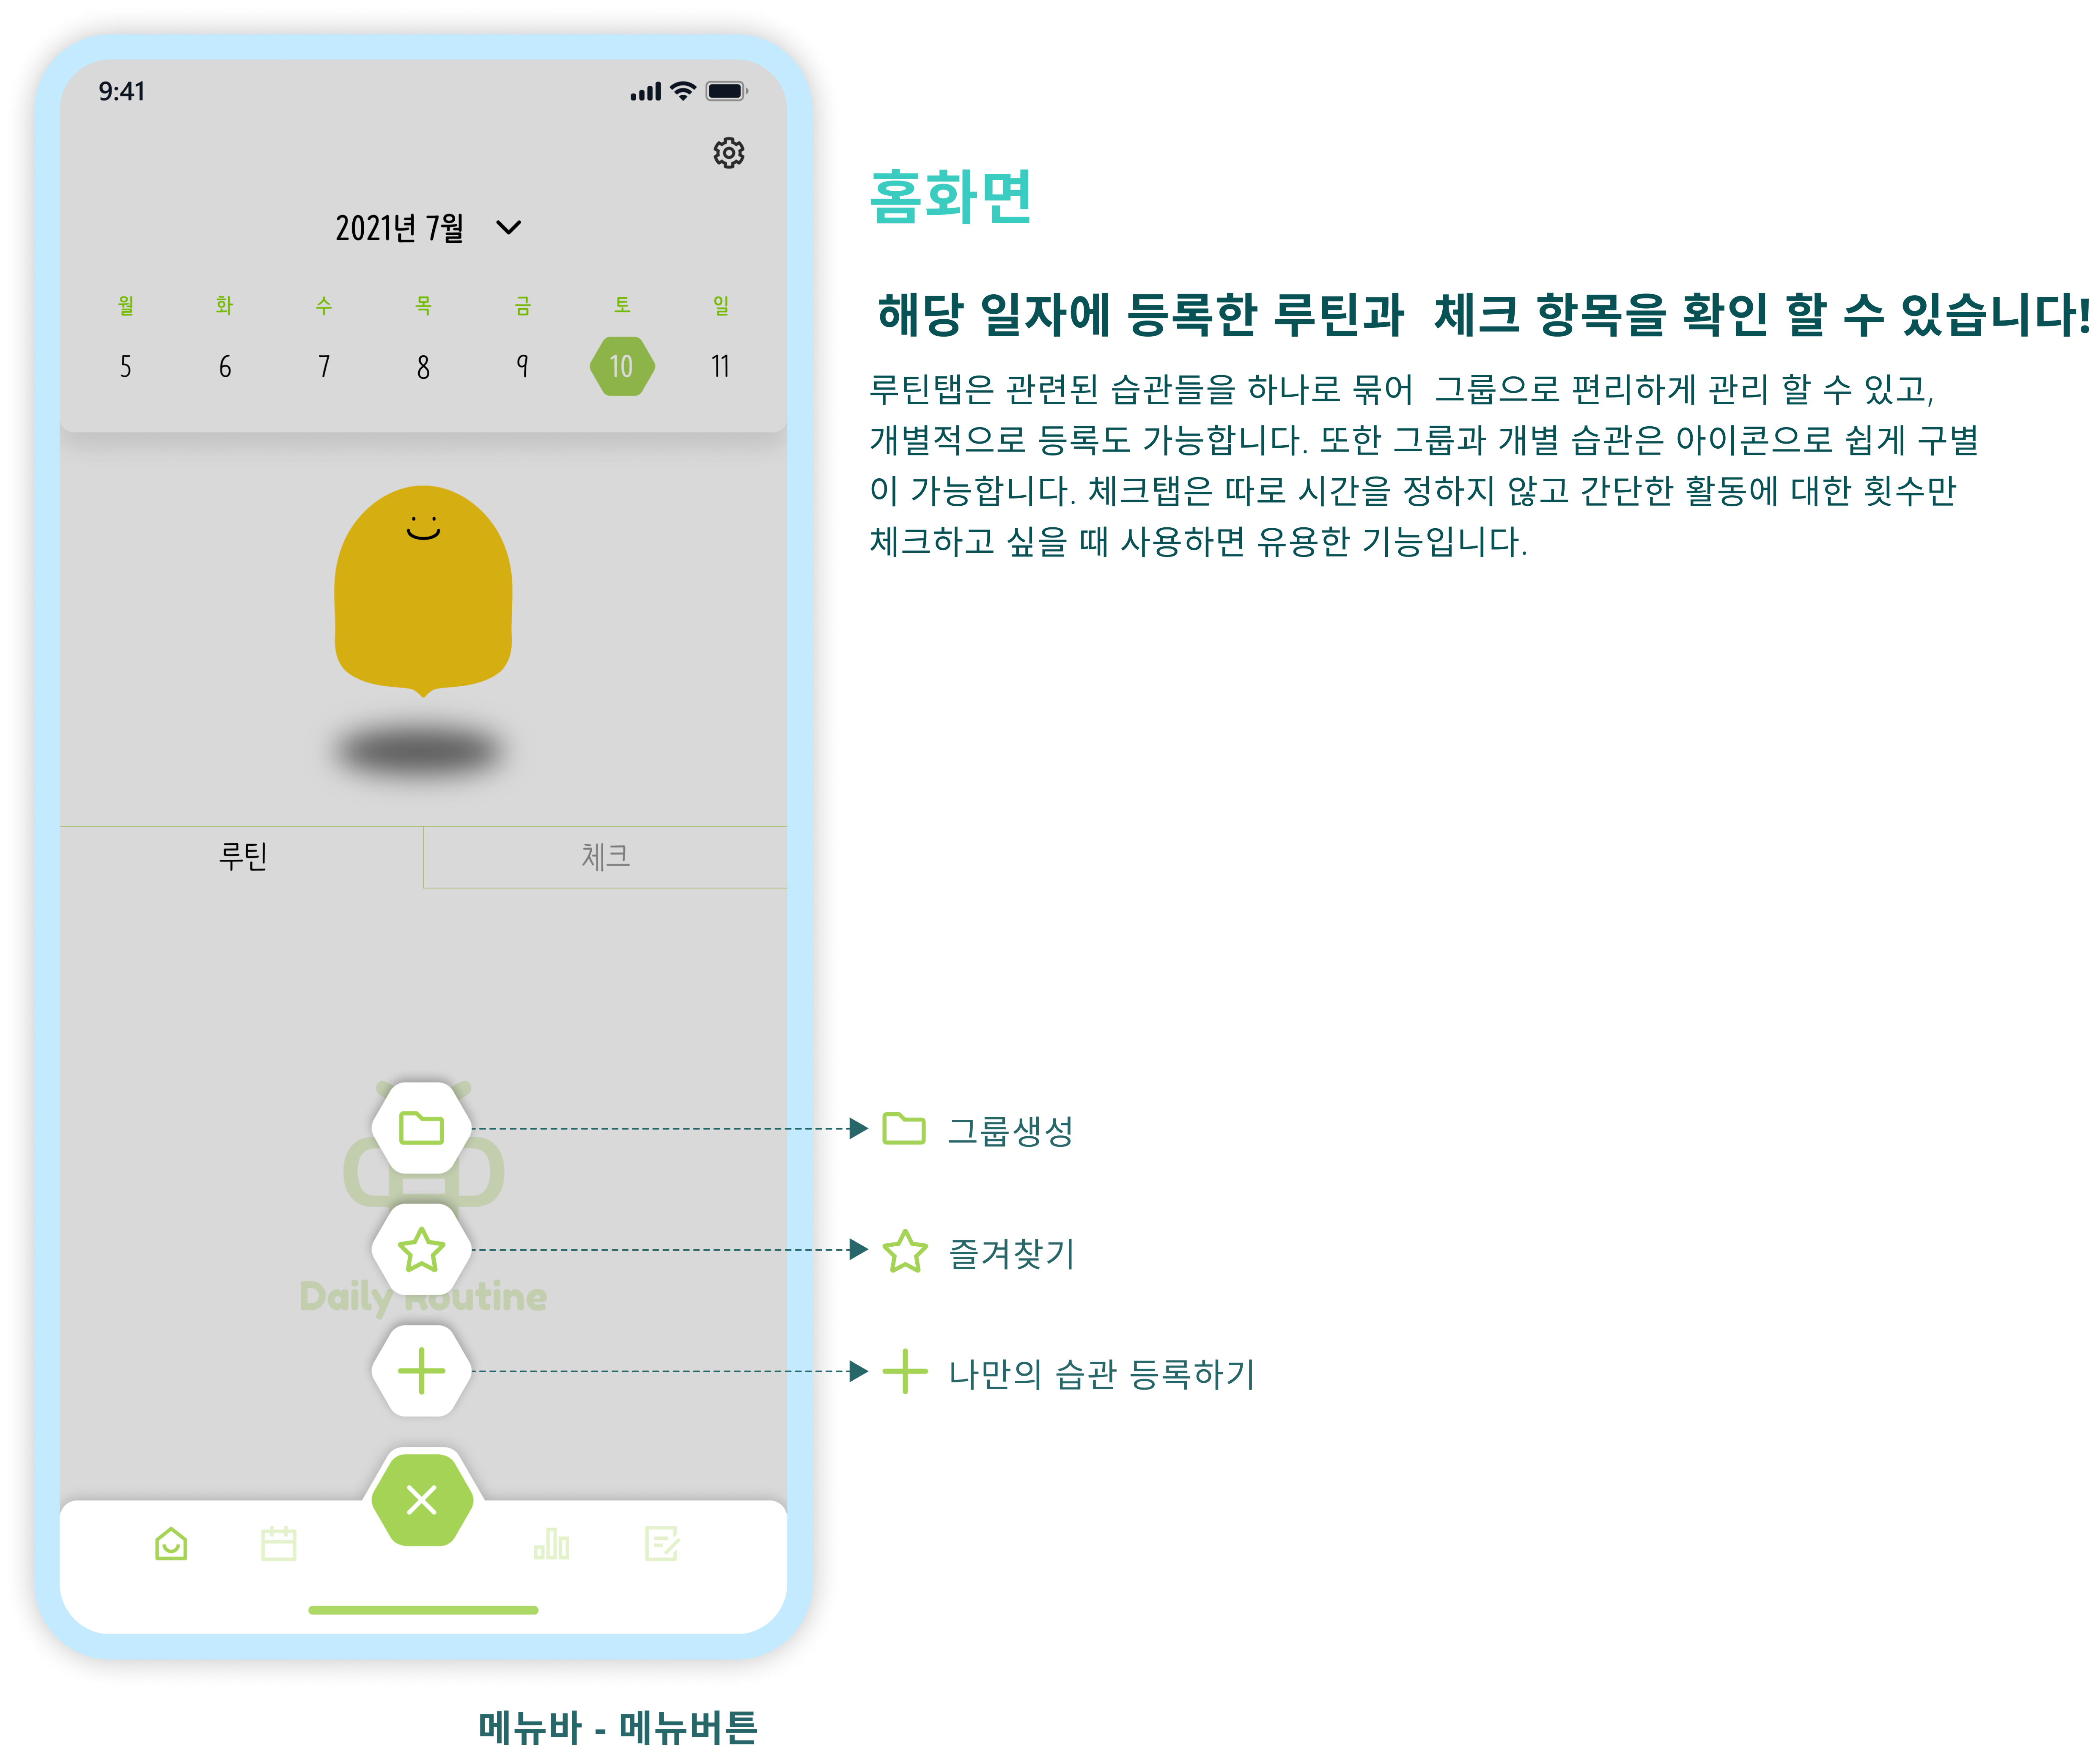 9:41
2021년 7월
월 화 수 목 금 토 일
5 6 7 8 9 10 11
루틴 체크
Daily Routine
홈화면
해당 일자에 등록한 루틴과 체크 항목을 확인 할 수 있습니다!
루틴탭은 관련된 습관들을 하나로 묶어 그룹으로 편리하게 관리 할 수 있고,
개별적으로 등록도 가능합니다. 또한 그룹과 개별 습관은 아이콘으로 쉽게 구별
이 가능합니다. 체크탭은 따로 시간을 정하지 않고 간단한 활동에 대한 횟수만
체크하고 싶을 때 사용하면 유용한 기능입니다.
그룹생성
즐겨찾기
나만의 습관 등록하기
메뉴바 - 메뉴버튼